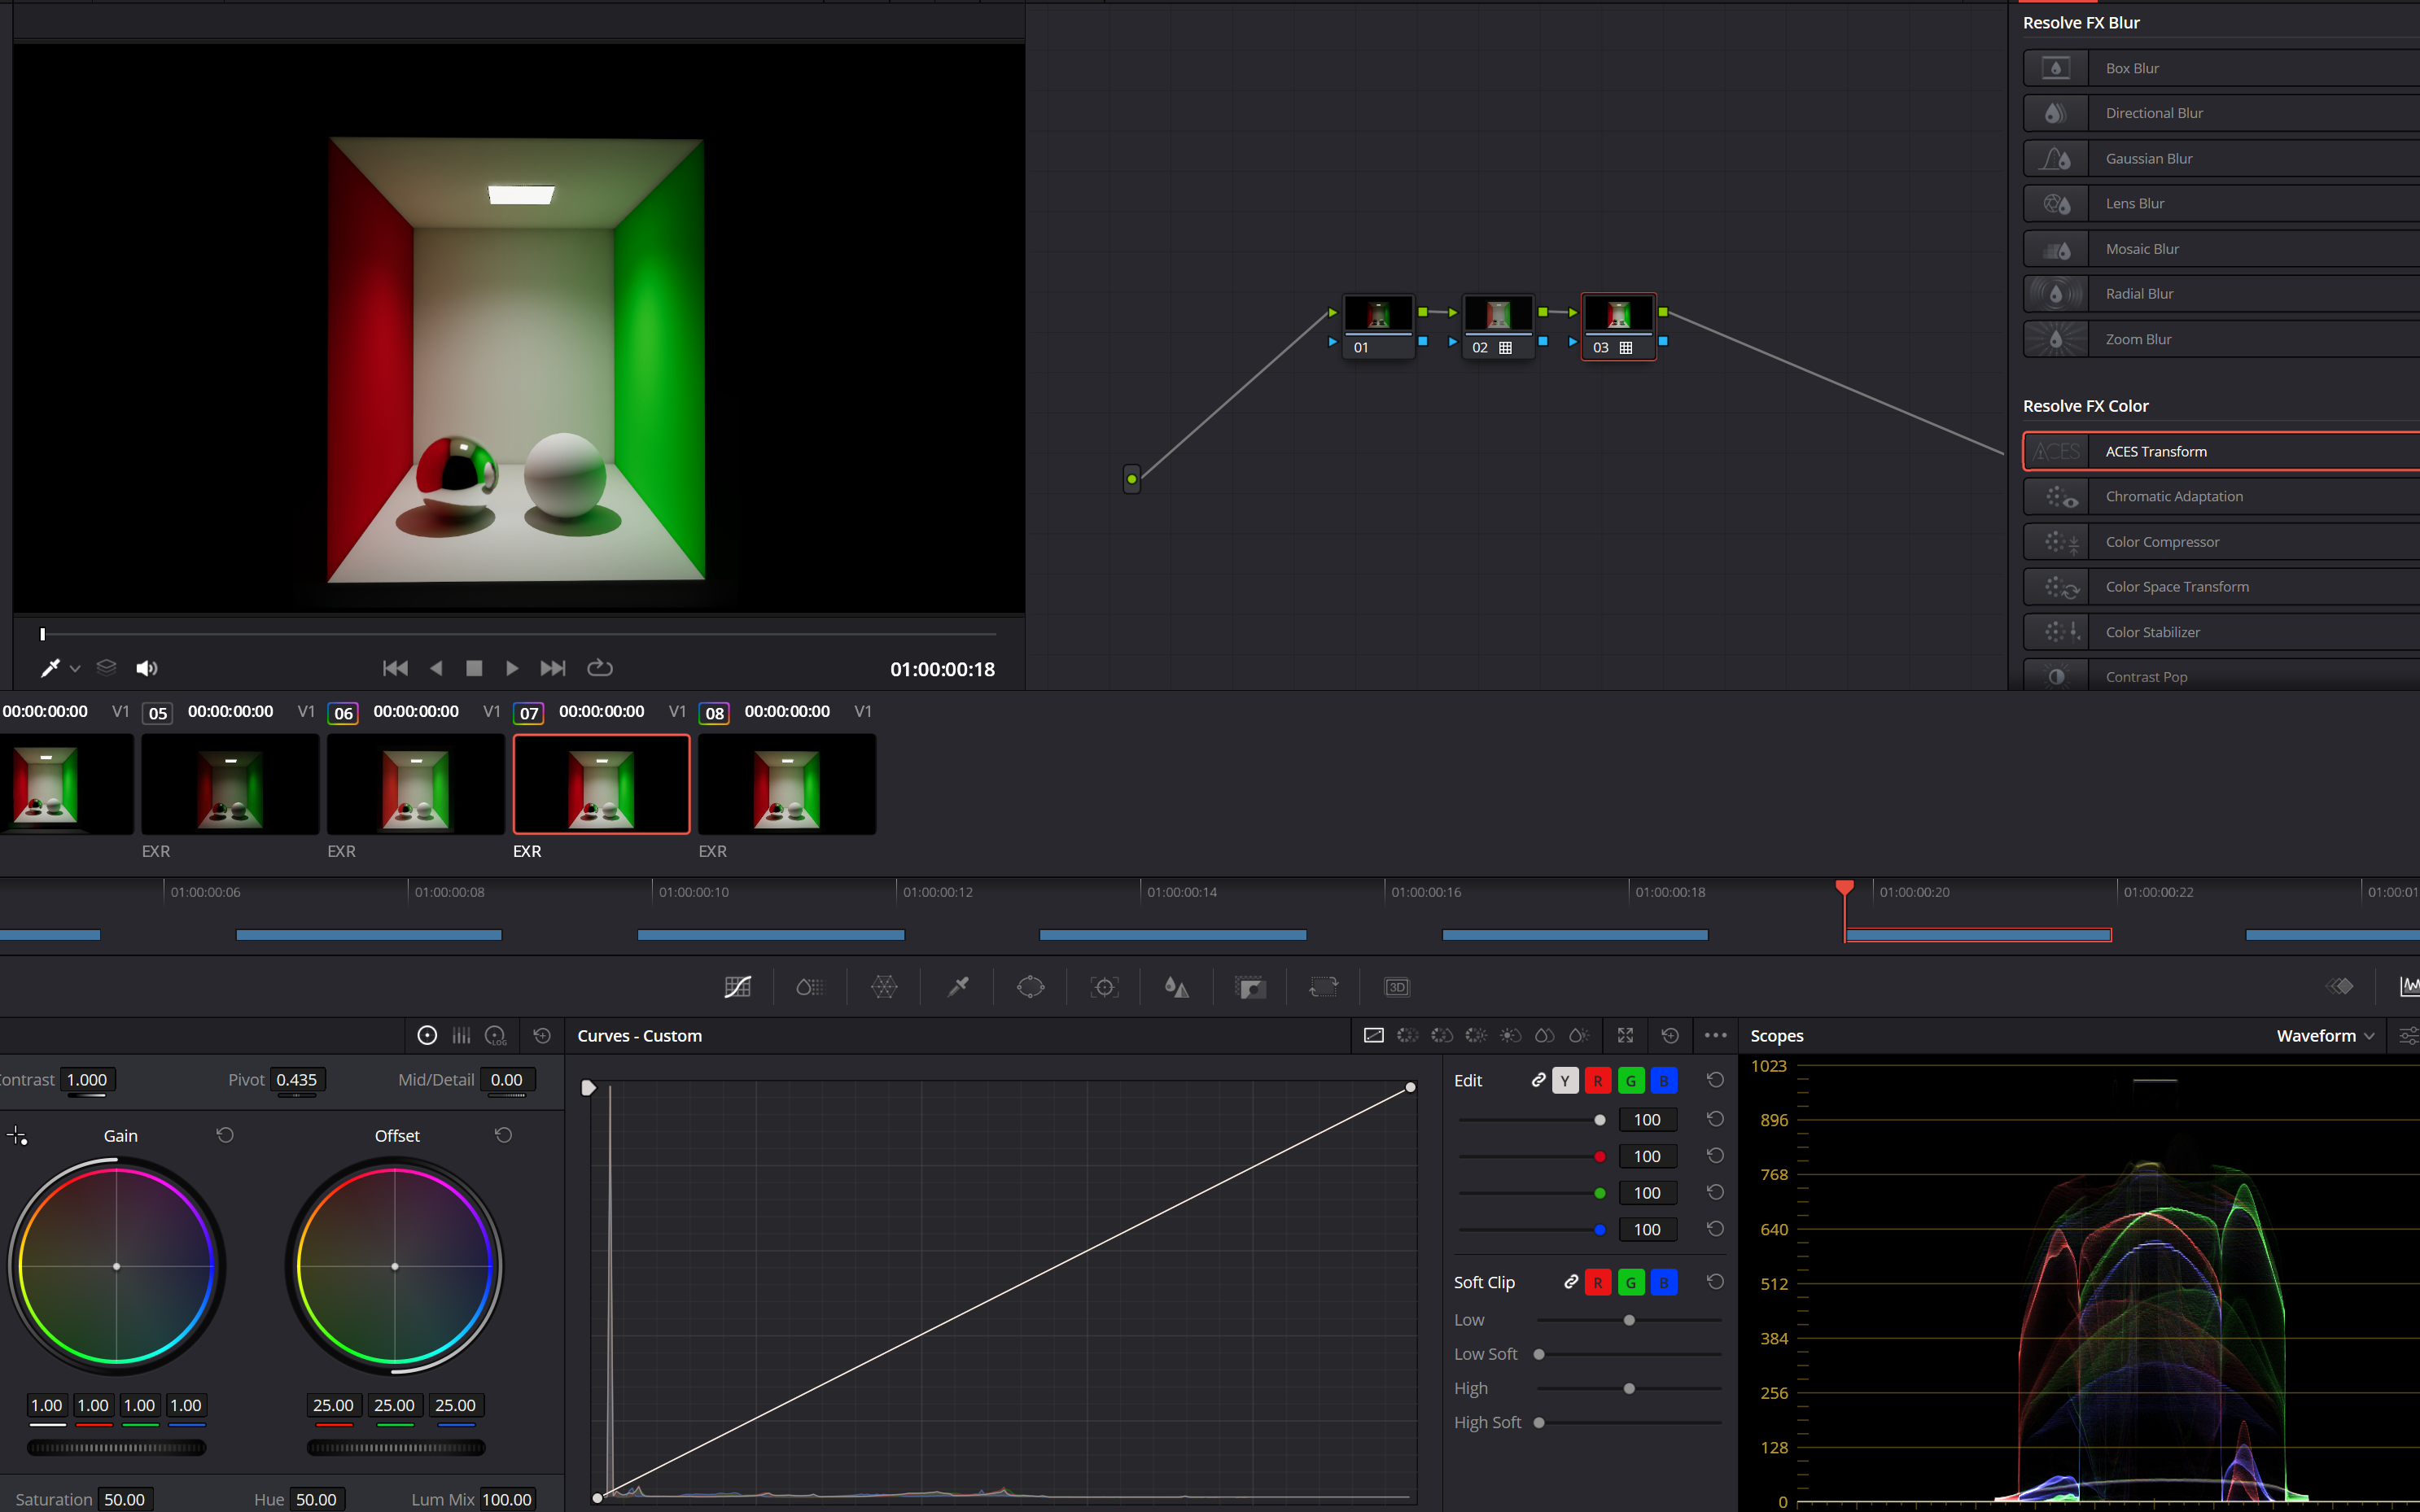 Resolve FX Blur
Box Blur
Directional Blur
Gaussian Blur
Lens Blur
Mosaic Blur
Radial Blur
Zoom Blur
Resolve FX Color
ACES ACES Transform
Chromatic Adaptation
Color Compressor
Color Space Transform
Color Stabilizer
Contrast Pop
01 02 03
01:00:00:18
00:00:00:00 V1 05 00:00:00:00 V1 06 00:00:00:00 V1 07 00:00:00:00 V1 08 00:00:00:00 V1
EXR EXR EXR EXR
01:00:00:06 01:00:00:08 01:00:00:10 01:00:00:12 01:00:00:14 01:00:00:16 01:00:00:18 01:00:00:20 01:00:00:22 01:00:01
3D
LOG
Curves - Custom
Scopes Waveform
ontrast 1.000 Pivot 0.435 Mid/Detail 0.00
Gain Offset
1.00 1.00 1.00 1.00 25.00 25.00 25.00
Saturation 50.00 Hue 50.00 Lum Mix 100.00
Edit Y R G B
100
100
100
100
Soft Clip R G B
Low
Low Soft
High
High Soft
1023
896
768
640
512
384
256
128
0